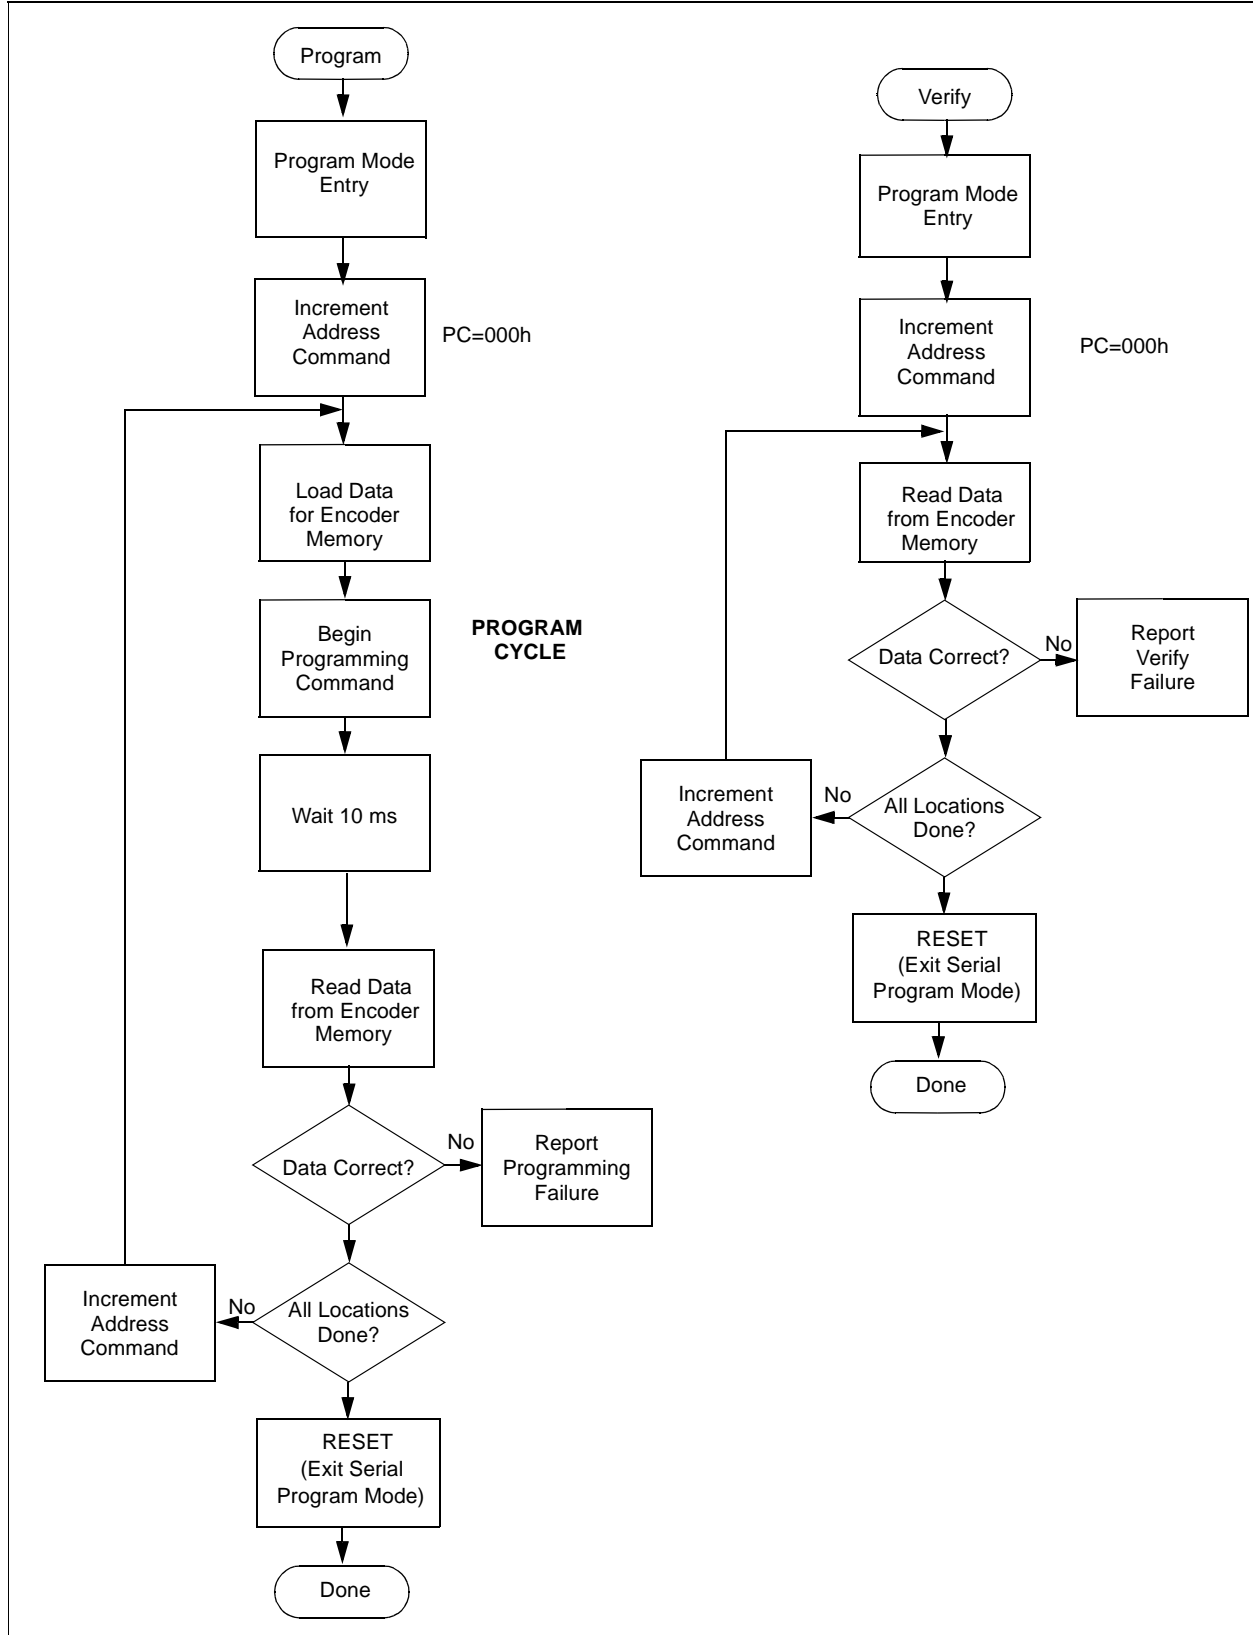 Program
Program Mode
Entry
Increment
Address
Command
PC=000h
Load Data
for Encoder
Memory
Begin
Programming
Command
PROGRAM
CYCLE
Wait 10 ms
Read Data
from Encoder
Memory
Data Correct?
No
Report
Programming
Failure
All Locations
Done?
No
Increment
Address
Command
RESET
(Exit Serial
Program Mode)
Done
Verify
Program Mode
Entry
Increment
Address
Command
PC=000h
Read Data
from Encoder
Memory
Data Correct?
No
Report
Verify
Failure
All Locations
Done?
No
Increment
Address
Command
RESET
(Exit Serial
Program Mode)
Done